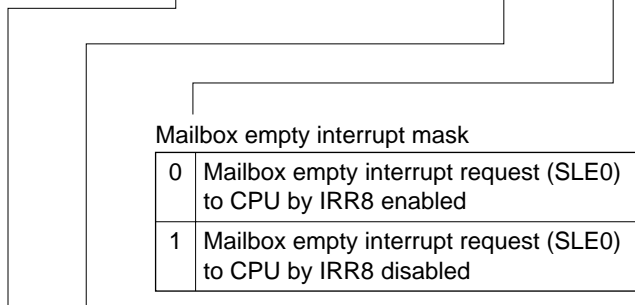 Mailbox empty interrupt mask
0 Mailbox empty interrupt request (SLE0)
to CPU by IRR8 enabled
1 Mailbox empty interrupt request (SLE0)
to CPU by IRR8 disabled